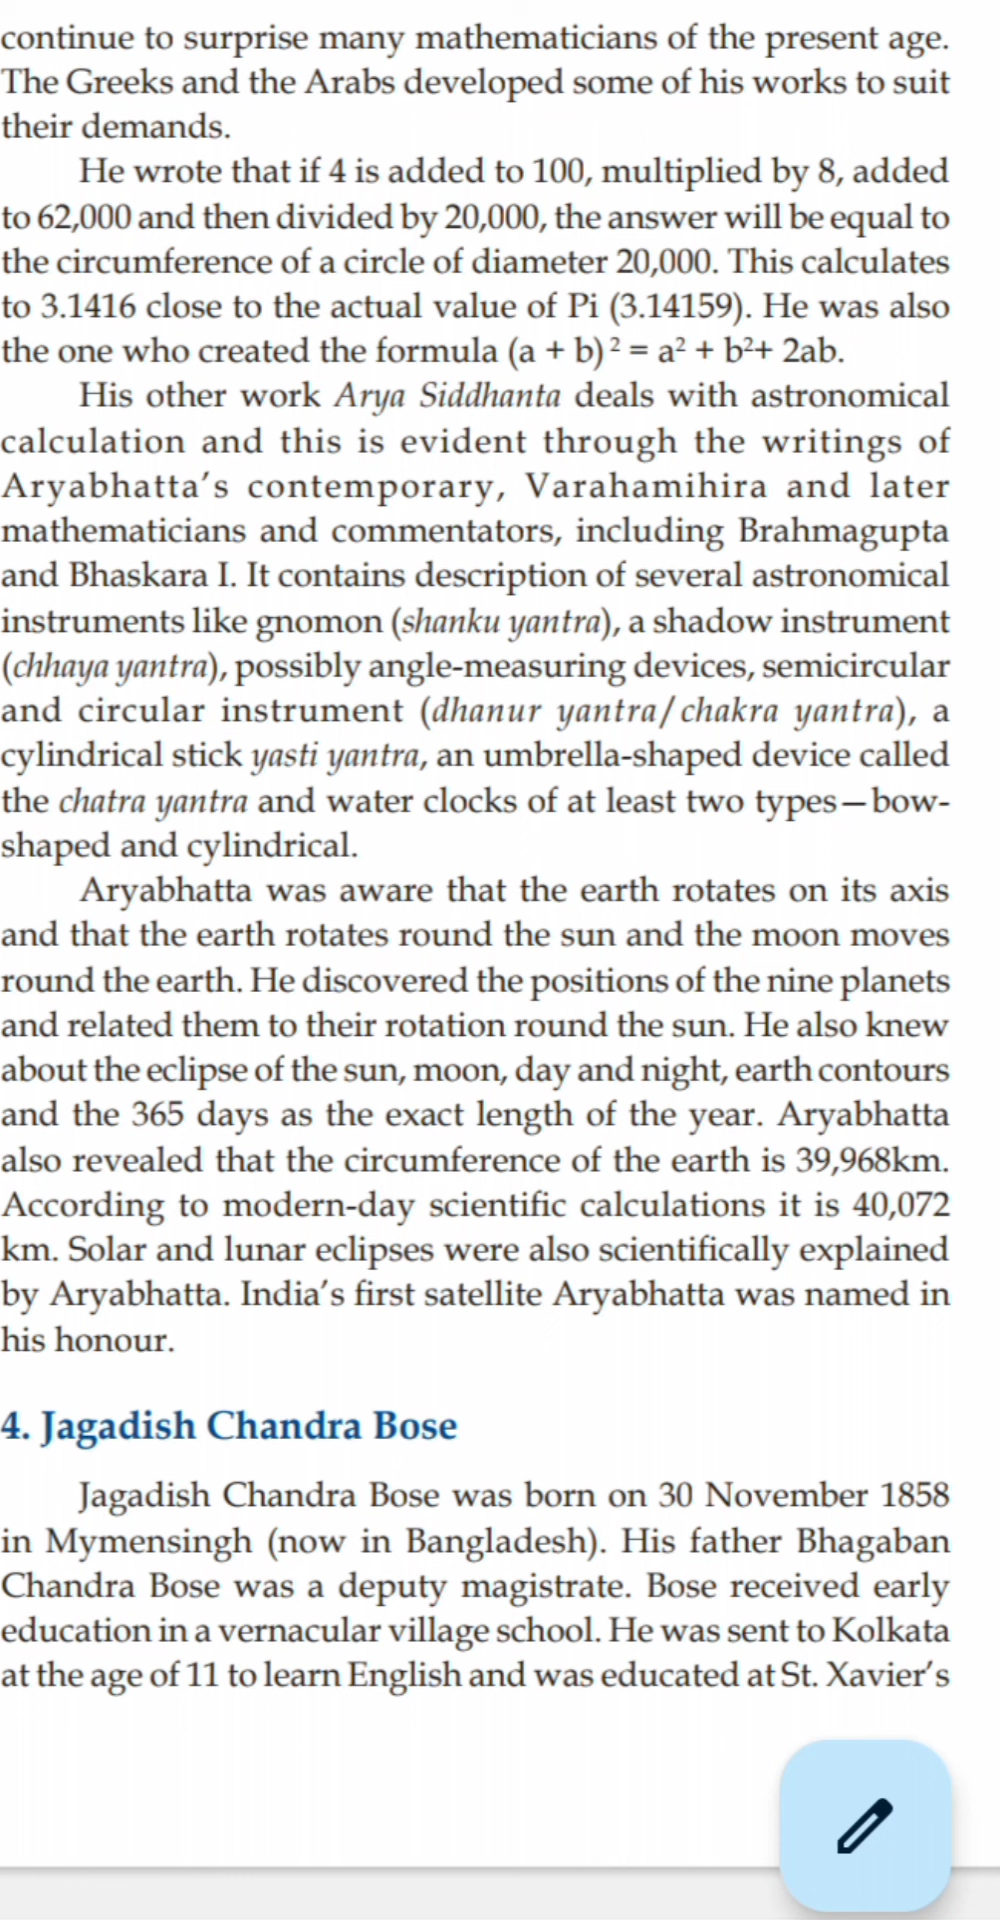 continue to surprise many mathematicians of the present age.
The Greeks and the Arabs developed some of his works to suit
their demands.
He wrote that if 4 is added to 100, multiplied by 8, added
to 62,000 and then divided by 20,000, the answer will be equal to
the circumference of a circle of diameter 20,000. This calculates
to 3.1416 close to the actual value of Pi (3.14159). He was also
the one who created the formula (a + b) ² = a² + b²+ 2ab.
His other work Arya Siddhanta deals with astronomical
calculation and this is evident through the writings of
Aryabhatta's contemporary, Varahamihira and later
mathematicians and commentators, including Brahmagupta
and Bhaskara I. It contains description of several astronomical
instruments like gnomon (shanku yantra), a shadow instrument
(chhaya yantra), possibly angle-measuring devices, semicircular
and circular instrument (dhanur yantra/chakra yantra), a
cylindrical stick yasti yantra, an umbrella-shaped device called
the chatra yantra and water clocks of at least two types—bow-
shaped and cylindrical.
Aryabhatta was aware that the earth rotates on its axis
and that the earth rotates round the sun and the moon moves
round the earth. He discovered the positions of the nine planets
and related them to their rotation round the sun. He also knew
about the eclipse of the sun, moon, day and night, earth contours
and the 365 days as the exact length of the year. Aryabhatta
also revealed that the circumference of the earth is 39,968km.
According to modern-day scientific calculations it is 40,072
km. Solar and lunar eclipses were also scientifically explained
by Aryabhatta. India's first satellite Aryabhatta was named in
his honour.
4. Jagadish Chandra Bose
Jagadish Chandra Bose was born on 30 November 1858
in Mymensingh (now in Bangladesh). His father Bhagaban
Chandra Bose was a deputy magistrate. Bose received early
education in a vernacular village school. He was sent to Kolkata
at the age of 11 to learn English and was educated at St. Xavier's